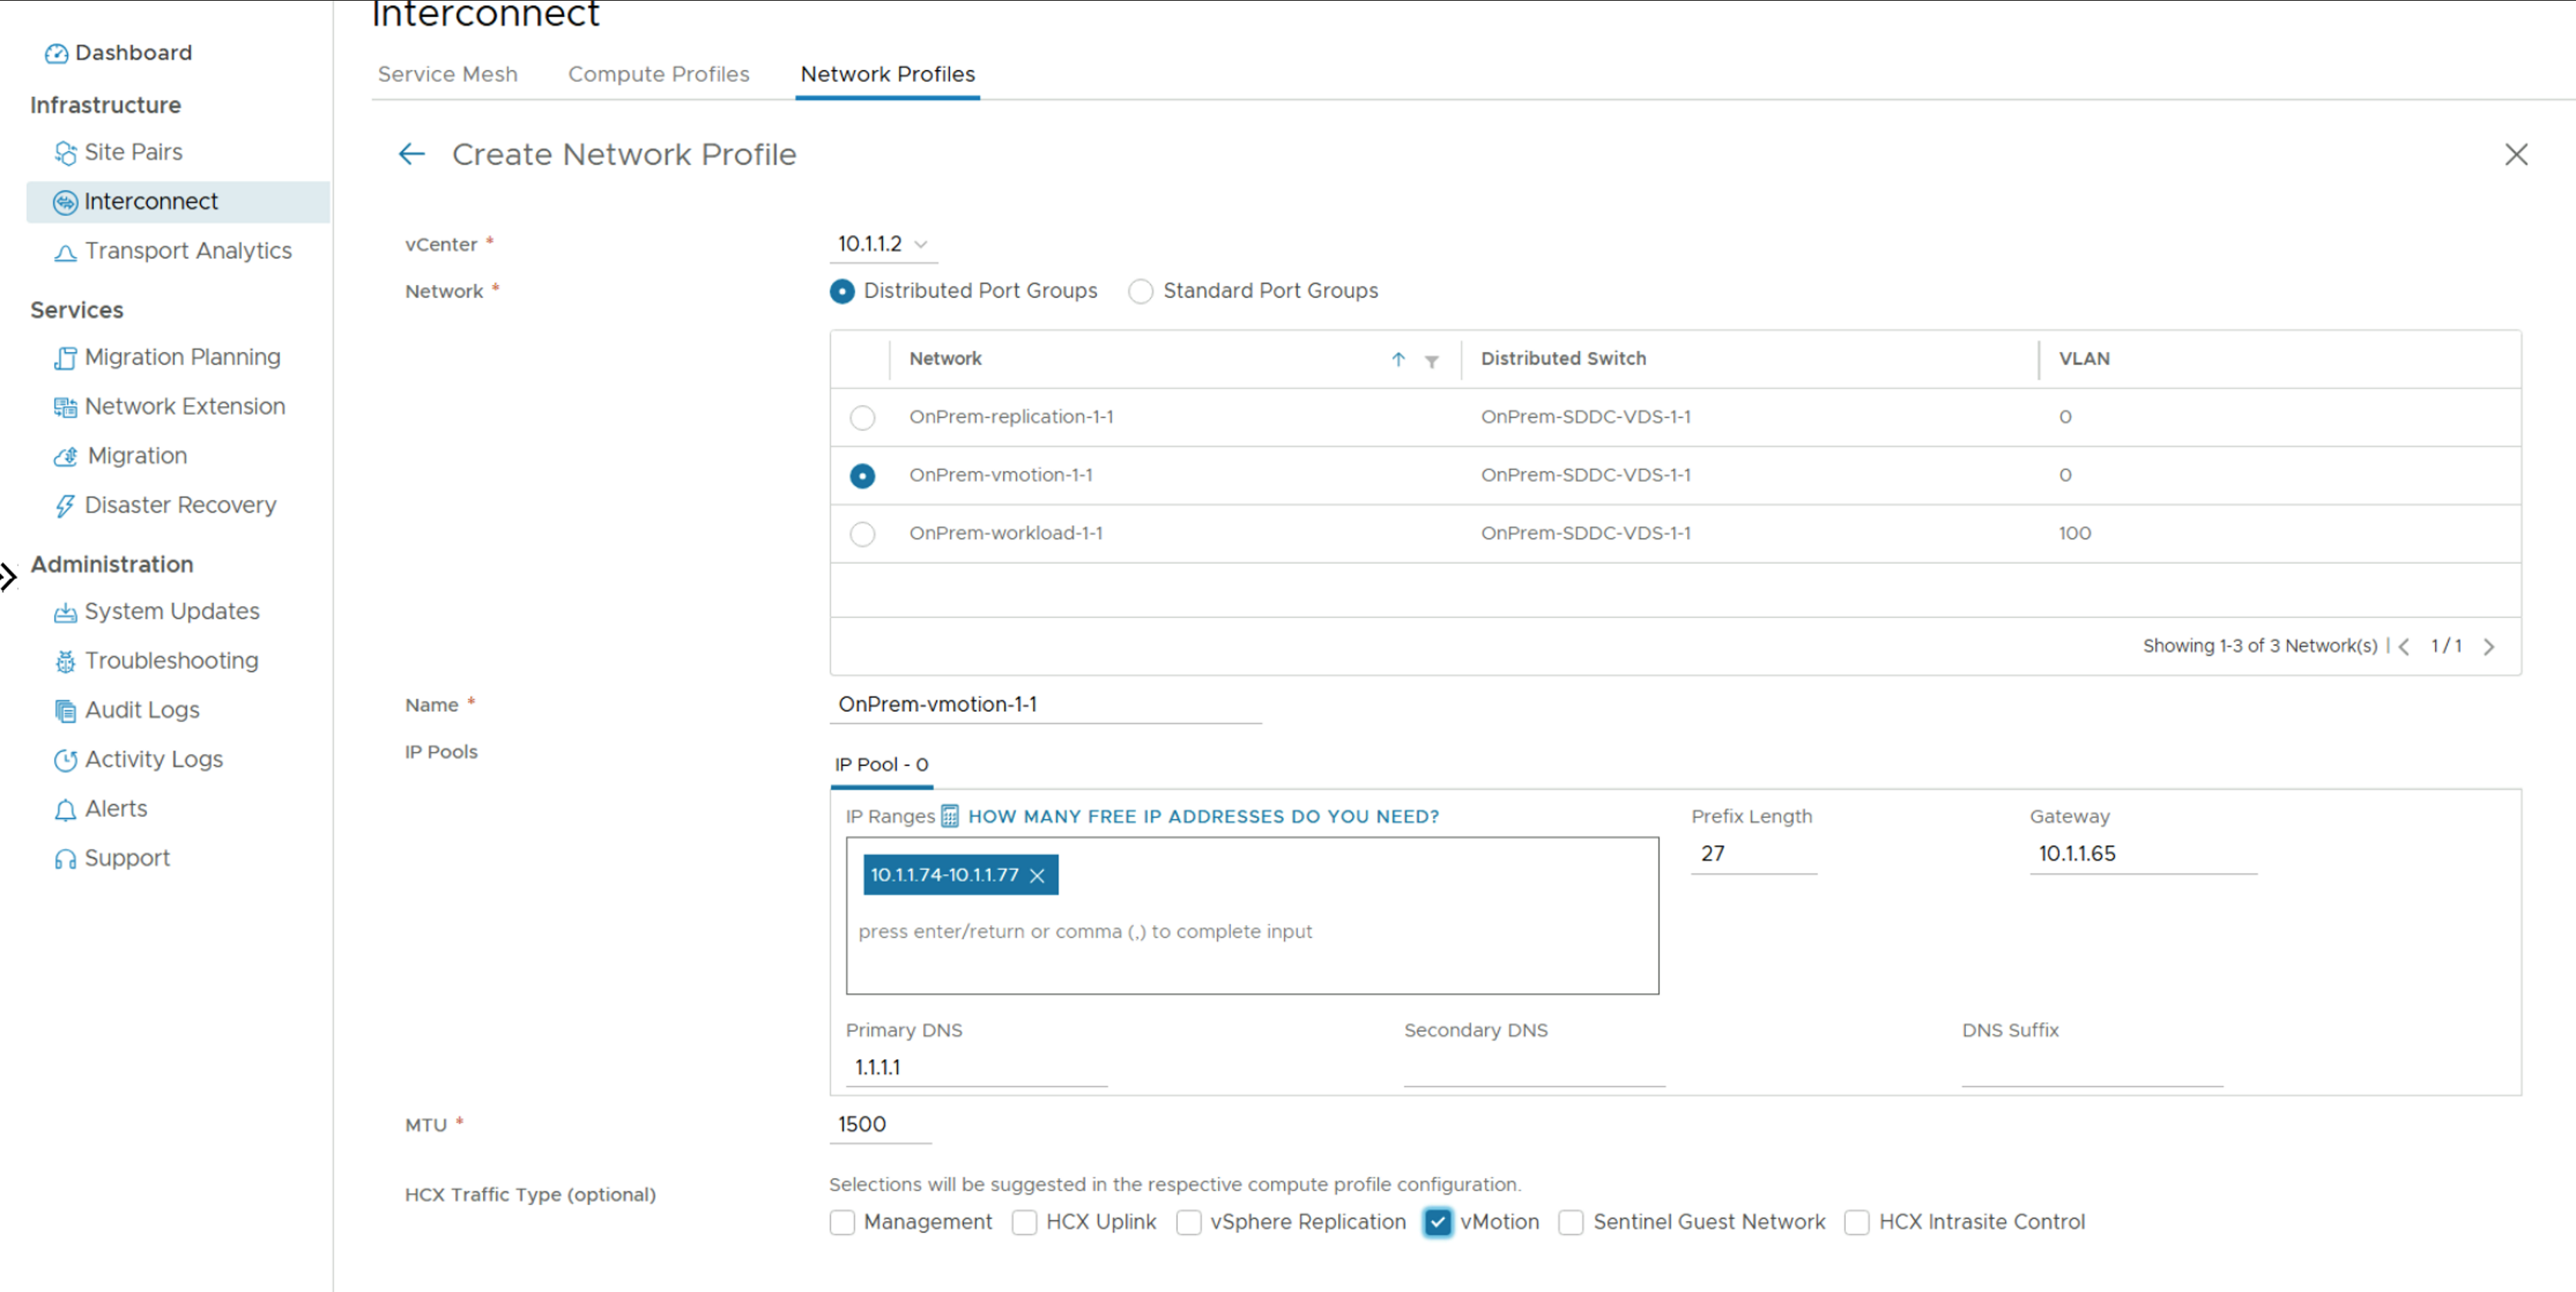 Interconnect
Dashboard
Infrastructure
Site Pairs
Interconnect
Transport Analytics
Services
Migration Planning
Network Extension
Migration
Disaster Recovery
Administration
System Updates
Troubleshooting
Audit Logs
Activity Logs
Alerts
Support
Service Mesh Compute Profiles Network Profiles
Create Network Profile
vCenter * 10.1.1.2
Network * Distributed Port Groups Standard Port Groups
Network Distributed Switch VLAN
OnPrem-replication-1-1 OnPrem-SDDC-VDS-1-1 0
OnPrem-vmotion-1-1 OnPrem-SDDC-VDS-1-1 0
OnPrem-workload-1-1 OnPrem-SDDC-VDS-1-1 100
Showing 1-3 of 3 Network(s) | 1 / 1
Name * OnPrem-vmotion-1-1
IP Pools
IP Pool - 0
IP Ranges HOW MANY FREE IP ADDRESSES DO YOU NEED? Prefix Length Gateway
27 10.1.1.65
10.1.1.74-10.1.1.77
press enter/return or comma (,) to complete input
Primary DNS Secondary DNS DNS Suffix
1.1.1.1
MTU * 1500
HCX Traffic Type (optional) Selections will be suggested in the respective compute profile configuration.
Management HCX Uplink vSphere Replication vMotion Sentinel Guest Network HCX Intrasite Control